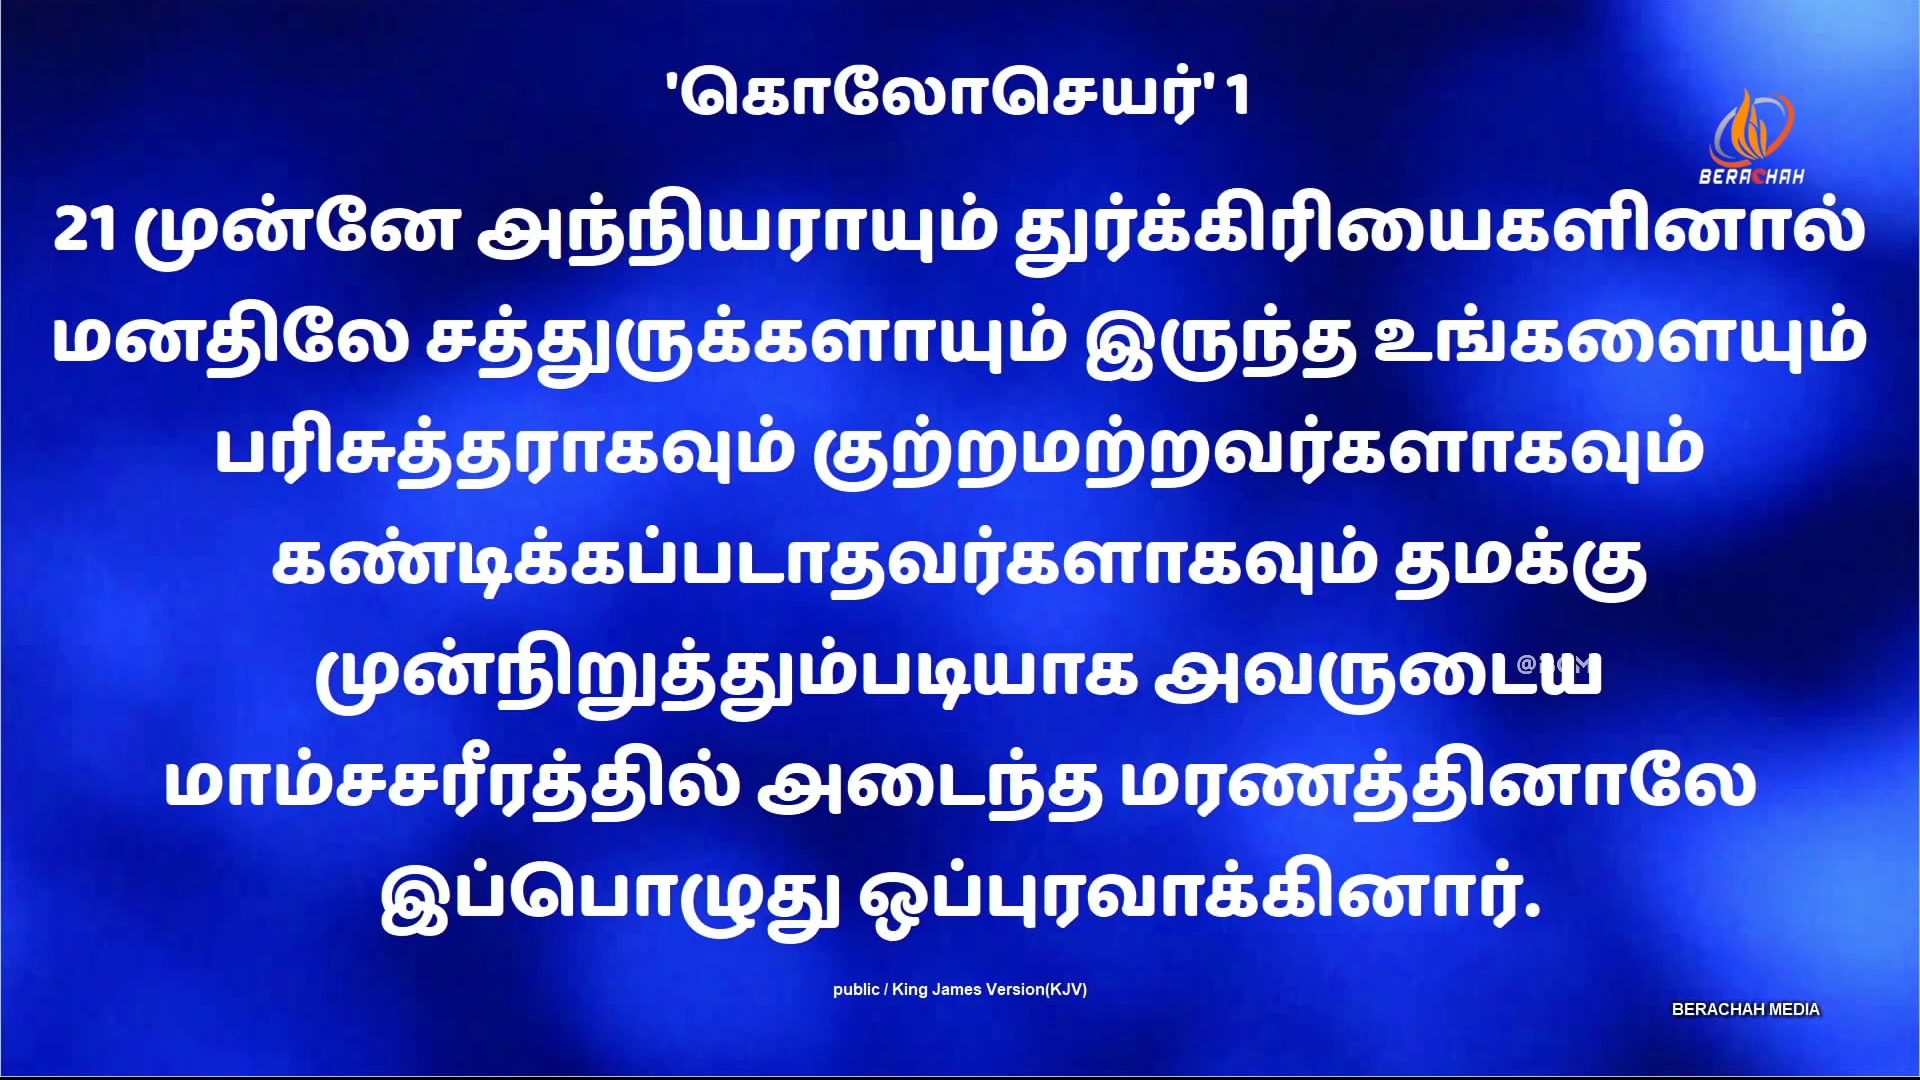 'கொலோசெயர்' 1
BERACHAH
21 முன்னே அந்நியராயும் துர்க்கிரியைகளினால்
மனதிலே சத்துருக்களாயும் இருந்த உங்களையும்
பரிசுத்தராகவும் குற்றமற்றவர்களாகவும்
கண்டிக்கப்படாதவர்களாகவும் தமக்கு
முன்நிறுத்தும்படியாக அவருடைய
மாம்சசரீரத்தில் அடைந்த மரணத்தினாலே
இப்பொழுது ஒப்புரவாக்கினார்.
public / King James Version(KJV)
BERACHAH MEDIA